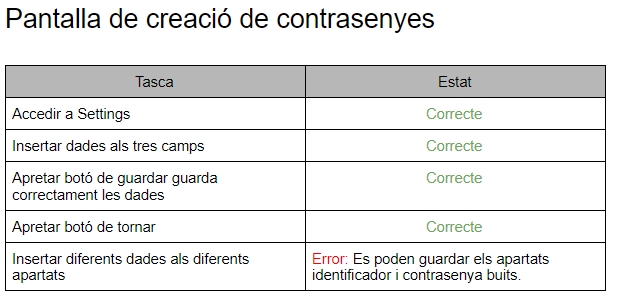 Pantalla de creació de contrasenyes
Tasca Estat
Accedir a Settings Correcte
Insertar dades als tres camps Correcte
Apretar botó de guardar guarda
correctament les dades
Correcte
Apretar botó de tornar Correcte
Insertar diferents dades als diferents
apartats
Error: Es poden guardar els apartats
identificador i contrasenya buits.